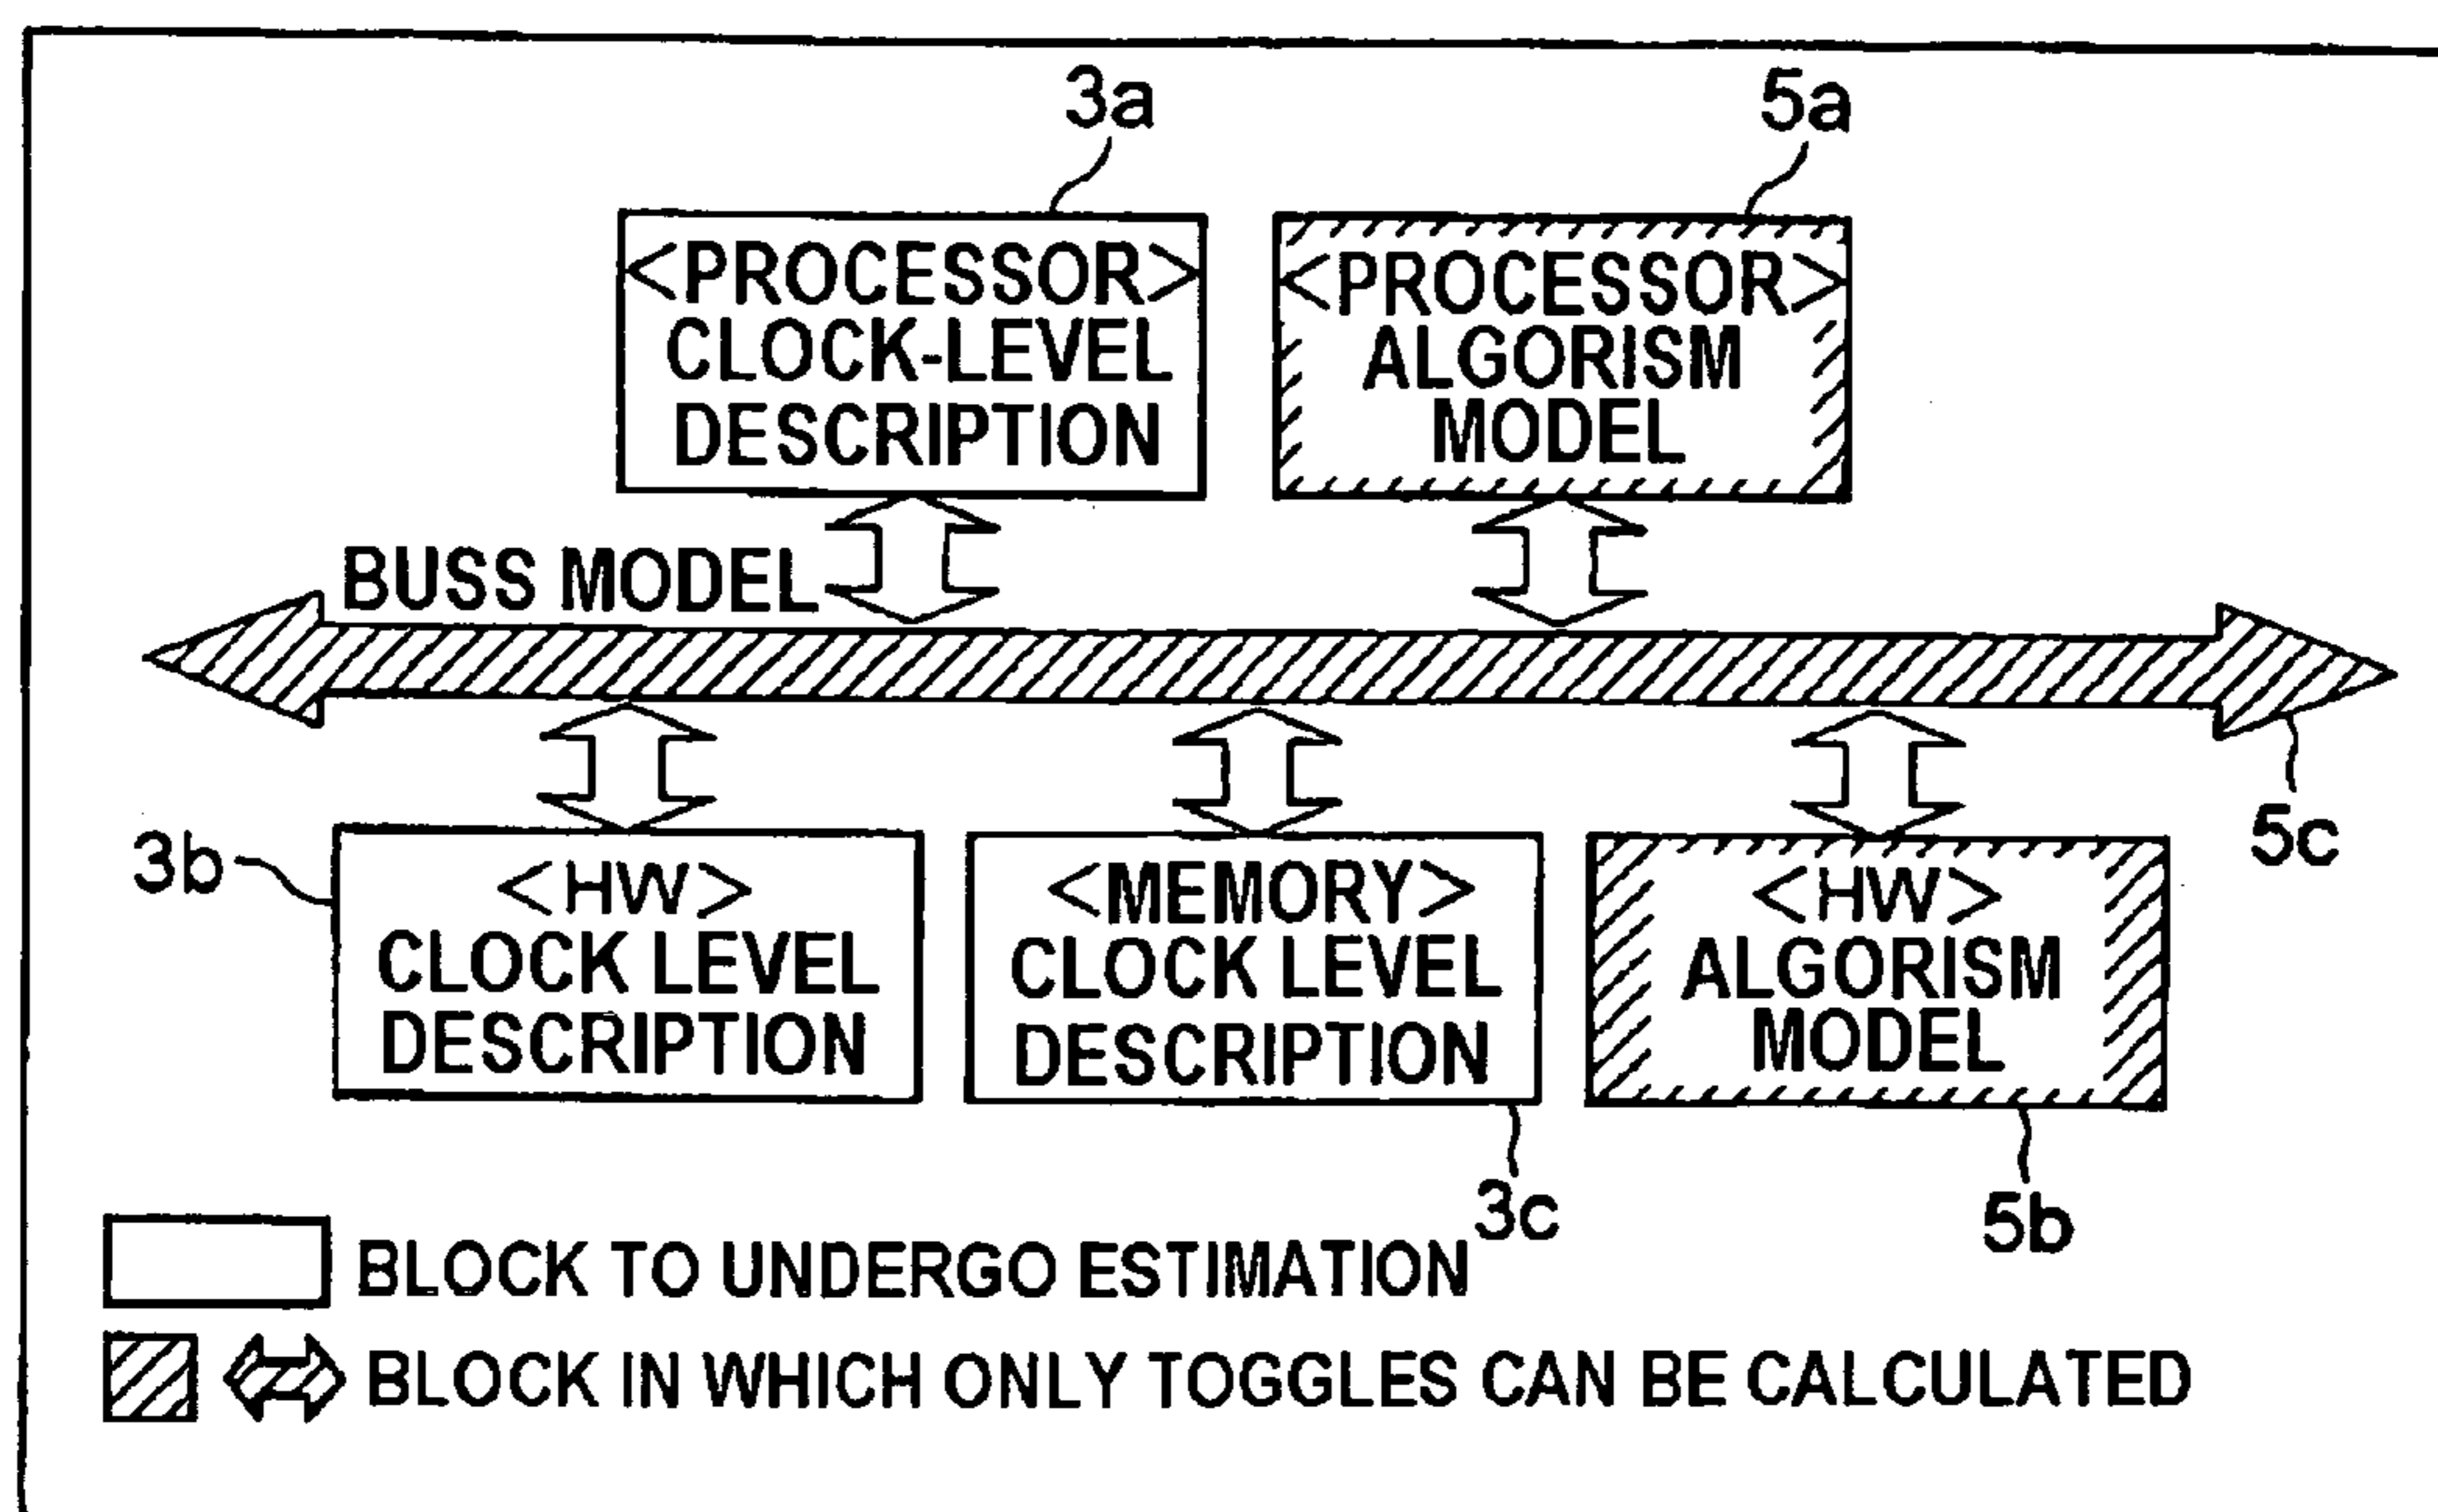 3a
5a
<PROCESSOR>
CLOCK-LEVEL
DESCRIPTION
<PROCESSOR>
ALGORISM
MODEL
BUSS MODEL
5c
3b
<HW>
CLOCK LEVEL
DESCRIPTION
<MEMORY>
CLOCK LEVEL
DESCRIPTION
<HW>
ALGORISM
MODEL
3c
5b
BLOCK TO UNDERGO ESTIMATION
BLOCK IN WHICH ONLY TOGGLES CAN BE CALCULATED